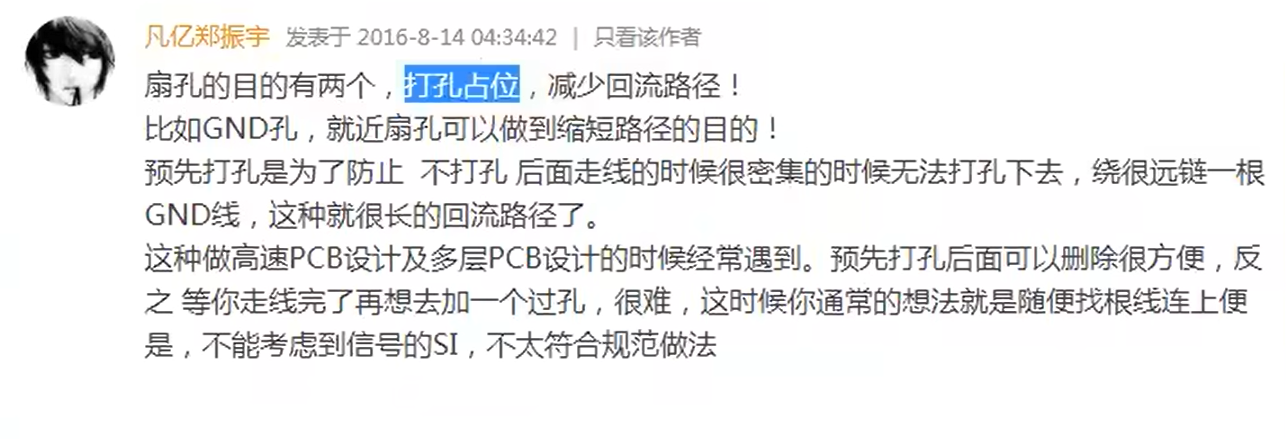 凡亿郑振宇 发表于 2016-8-14 04:34:42 | 只看该作者
扇孔的目的有两个，打孔占位，减少回流路径！
比如GND孔，就近扇孔可以做到缩短路径的目的！
预先打孔是为了防止 不打孔 后面走线的时候很密集的时候无法打孔下去，绕很远链一根
GND线，这种就很长的回流路径了。
这种做高速PCB设计及多层PCB设计的时候经常遇到。预先打孔后面可以删除很方便，反
之 等你走线完了再想去加一个过孔，很难，这时候你通常的想法就是随便找根线连上便
是，不能考虑到信号的SI，不太符合规范做法